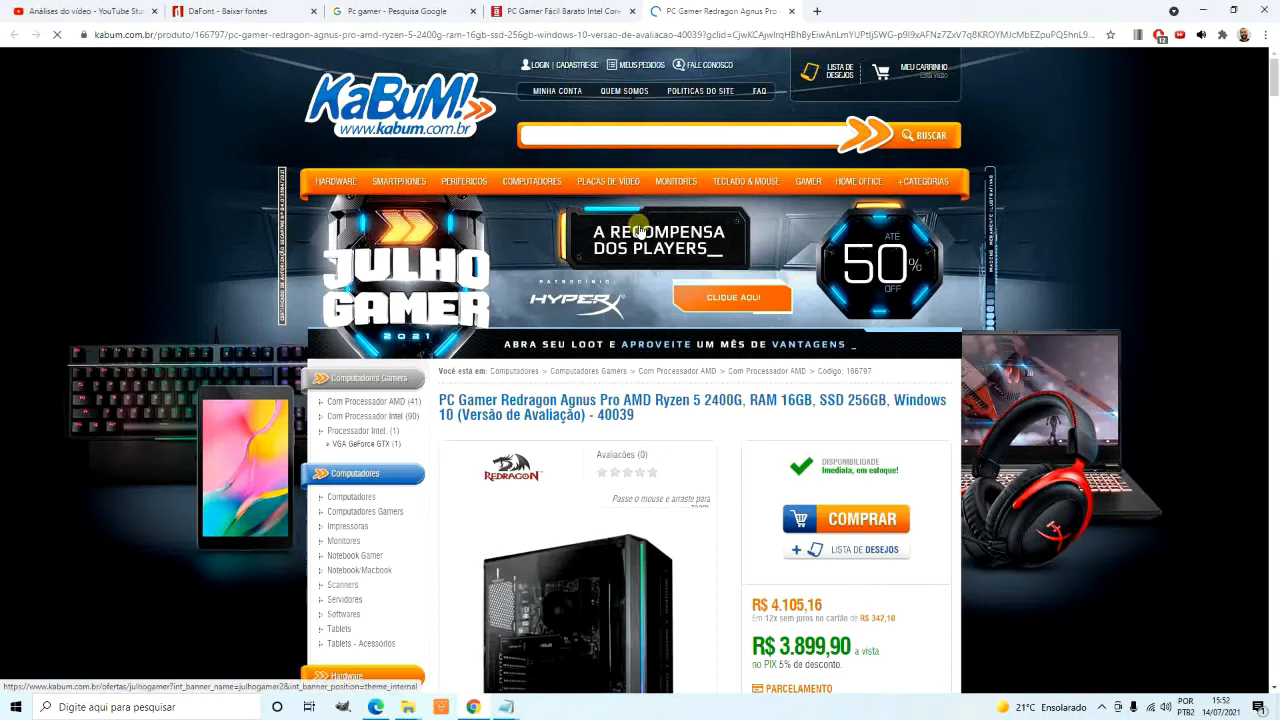 Análises do vídeo - YouTube Stu
DaFont - Baixar fontes
Pc gamer - Pesquisa Google
PC Gamer Fácil Barato Intel Core
PC Gamer Redragon Agnus Pro
kabum.com.br/produto/166797/pc-gamer-redragon-agnus-pro-amd-ryzen-5-2400g-ram-16gb-ssd-256gb-windows-10-versao-de-avaliacao-40039?gclid=
LOGIN | CADASTRE-SE
MEUS PEDIDOS
FALE CONOSCO
LISTA DE DESEJOS
MEU CARRINHO
Está Vazio
MINHA CONTA
QUEM SOMOS
POLÍTICAS DO SITE
FAQ
KaBuM!
www.kabum.com.br
BUSCAR
HARDWARE
SMARTPHONES
PERIFÉRICOS
COMPUTADORES
PLACAS DE VÍDEO
MONITORES
TECLADO & MOUSE
GAMER
HOME OFFICE
+CATEGORIAS
JULHO
GAMER
2021
A RECOMPENSA
DOS PLAYERS_
PATROCÍNIO:
HYPERX
CLIQUE AQUI
ATÉ
50%
OFF
ABRA SEU LOOT E APROVEITE UM MÊS DE VANTAGENS _
Computadores Gamers
Com Processador AMD (41)
Com Processador Intel (90)
Processador Intel. (1)
» VGA GeForce GTX (1)
Computadores
Computadores
Computadores Gamers
Impressoras
Monitores
Notebook Gamer
Notebook/Macbook
Scanners
Servidores
Softwares
Tablets
Tablets - Acessórios
Hardware
Você está em: Computadores > Computadores Gamers > Com Processador AMD > Com Processador AMD > Código: 166797
PC Gamer Redragon Agnus Pro AMD Ryzen 5 2400G, RAM 16GB, SSD 256GB, Windows
10 (Versão de Avaliação) - 40039
REDRAGON
Avaliacões (0)
Passe o mouse e arraste para
zoom.
DISPONIBILIDADE
Imediata, em estoque!
COMPRAR
+ LISTA DE DESEJOS
R$ 4.105,16
Em 12x sem juros no cartão de R$ 342,10
R$ 3.899,90 à vista
no PIX 5% de desconto.
PARCELAMENTO
https://www.kabum.com.br/ofertas/julhogamer?int_banner_name=julhogamer2&int_banner_position=theme_internal
Digite aqui para pesquisar
21°C Ensolarado
POR
PTB2
15:52
14/07/2021